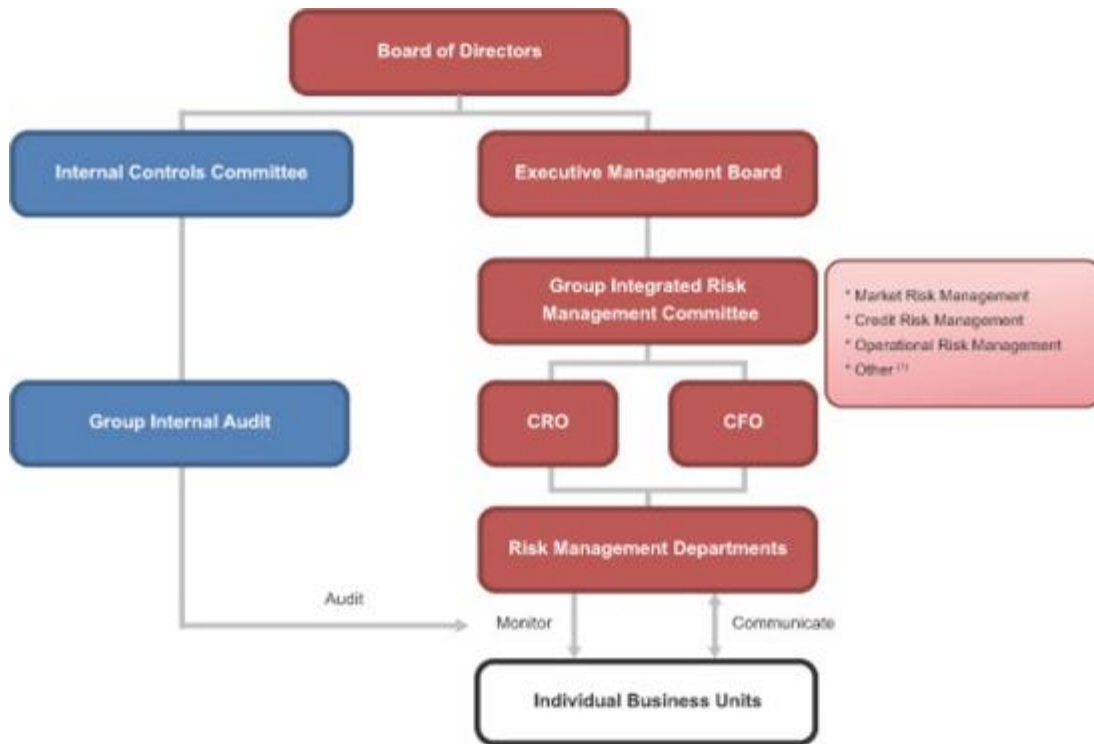 Board of Directors
Internal Controls Committee
Executive Management Board
Group Integrated Risk
Management Committee
* Market Risk Management
* Credit Risk Management
* Operational Risk Management
* Other (1)
Group Internal Audit
CRO
CFO
Risk Management Departments
Audit
Monitor
Communicate
Individual Business Units